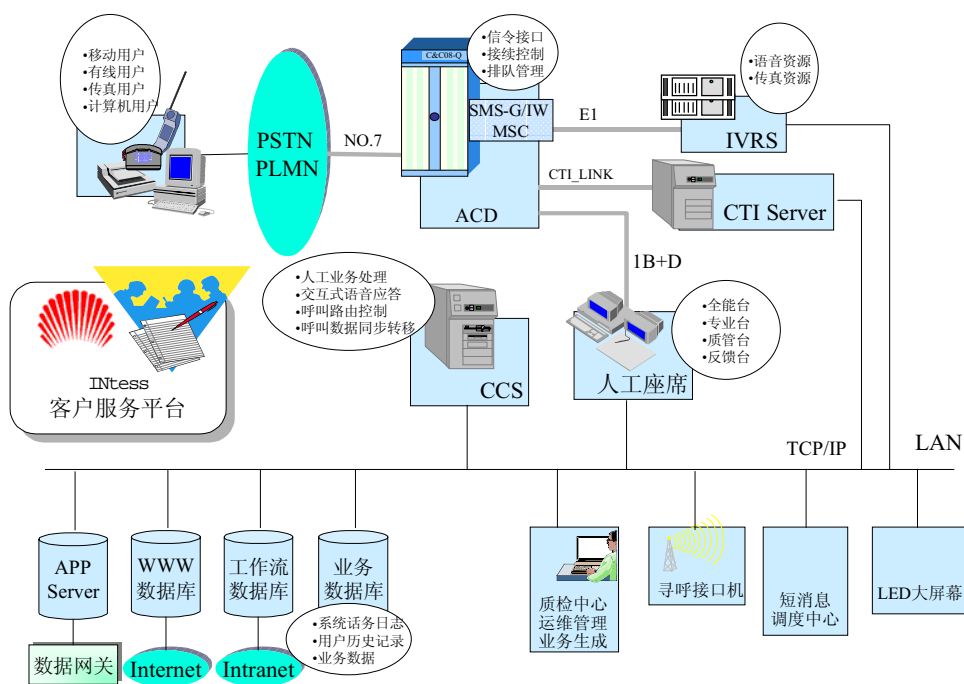 •移动用户
•有线用户
•传真用户
•计算机用户
PSTN
PLMN
NO.7
C&C08-Q
•信令接口
•接续控制
•排队管理
SMS-G/IW
MSC
ACD
E1
•语音资源
•传真资源
IVRS
CTI_LINK
CTI Server
1B+D
•人工业务处理
•交互式语音应答
•呼叫路由控制
•呼叫数据同步转移
CCS
•全能台
•专业台
•质管台
•反馈台
人工座席
INtess
客户服务平台
TCP/IP
LAN
APP
Server
数据网关
WWW
数据库
Internet
工作流
数据库
Intranet
业务
数据库
•系统话务日志
•用户历史记录
•业务数据
质检中心
运维管理
业务生成
寻呼接口机
短消息
调度中心
LED大屏幕